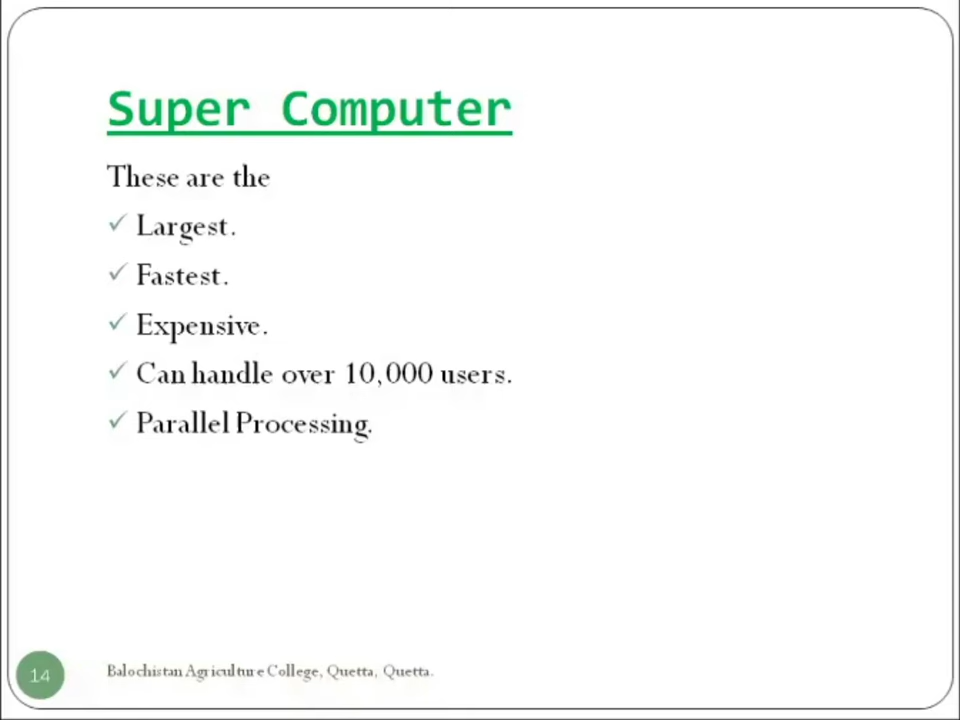 Super Computer
These are the
✓ Largest.
✓ Fastest.
✓ Expensive.
✓ Can handle over 10,000 users.
✓ Parallel Processing.
14
Balochistan Agriculture College, Quetta, Quetta.